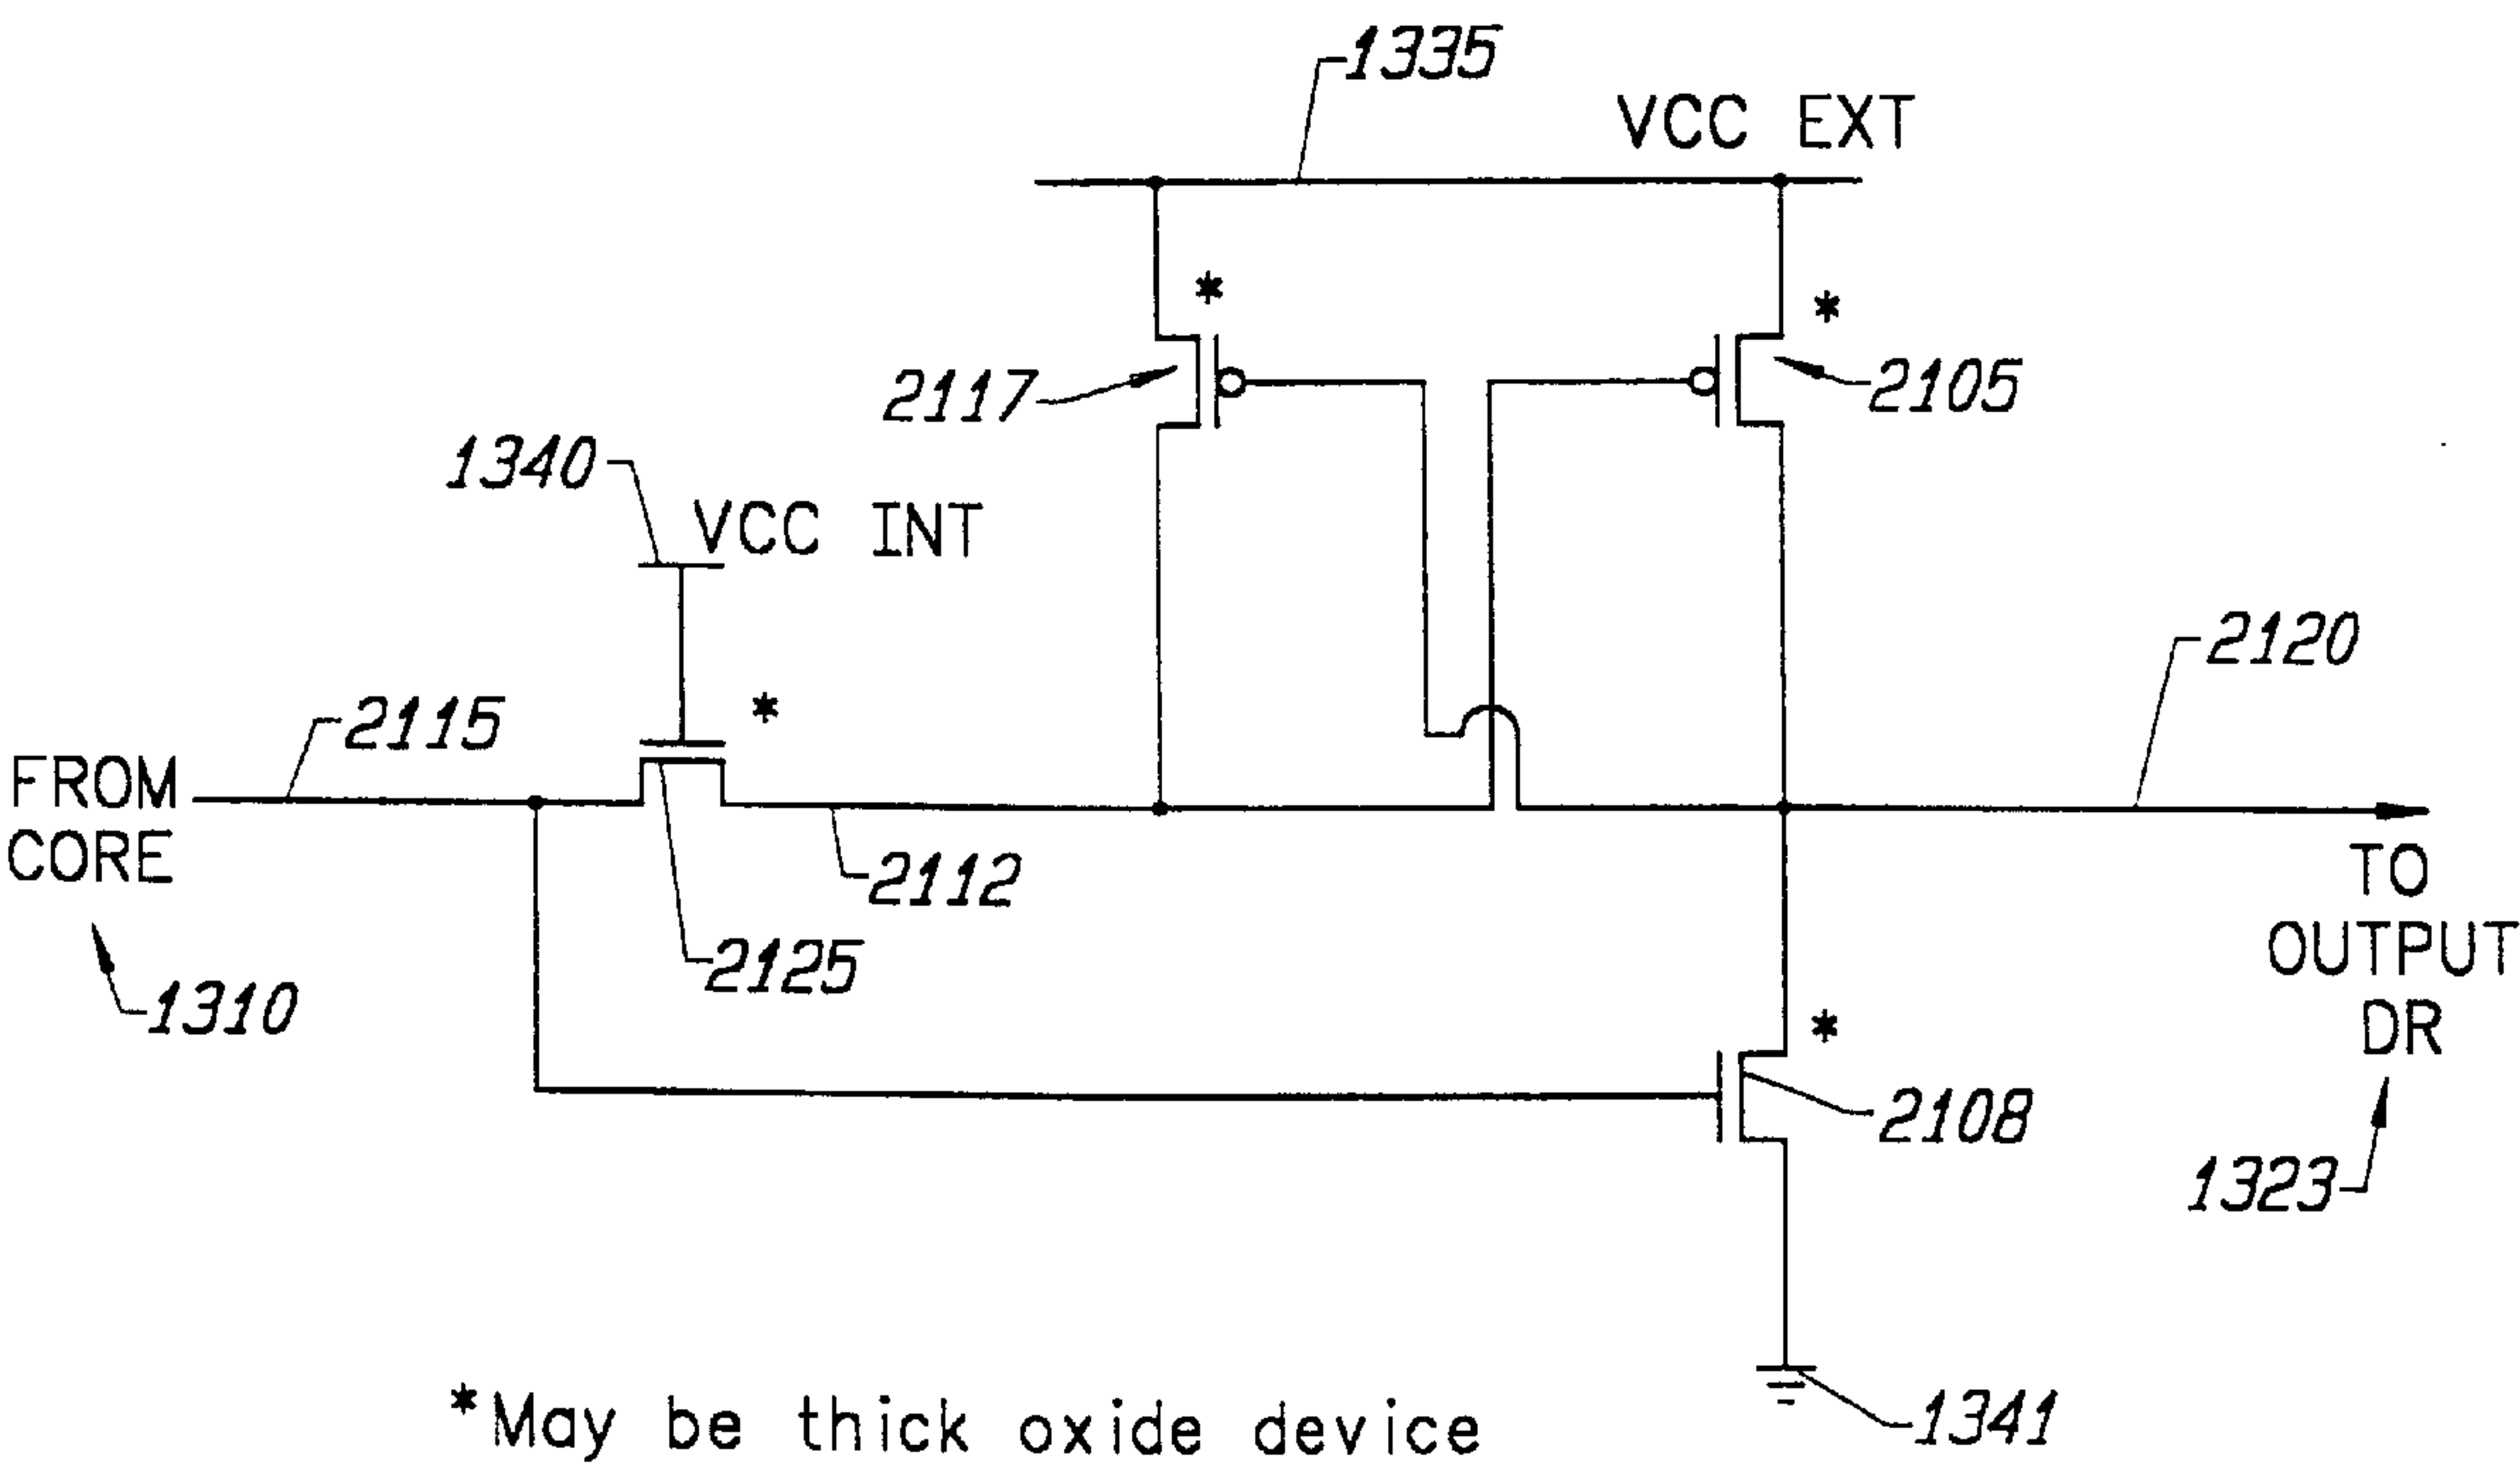 1335
VCC EXT
*
*
2117
2105
1340
VCC INT
2120
*
2115
FROM
CORE
2112
TO
OUTPUT
DR
2125
1310
*
2108
1323
1341
*May be thick oxide device